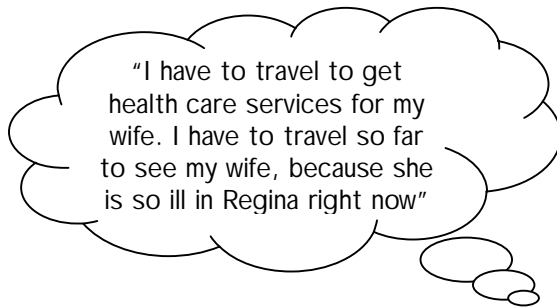 “I have to travel to get
health care services for my
wife. I have to travel so far
to see my wife, because she
is so ill in Regina right now”